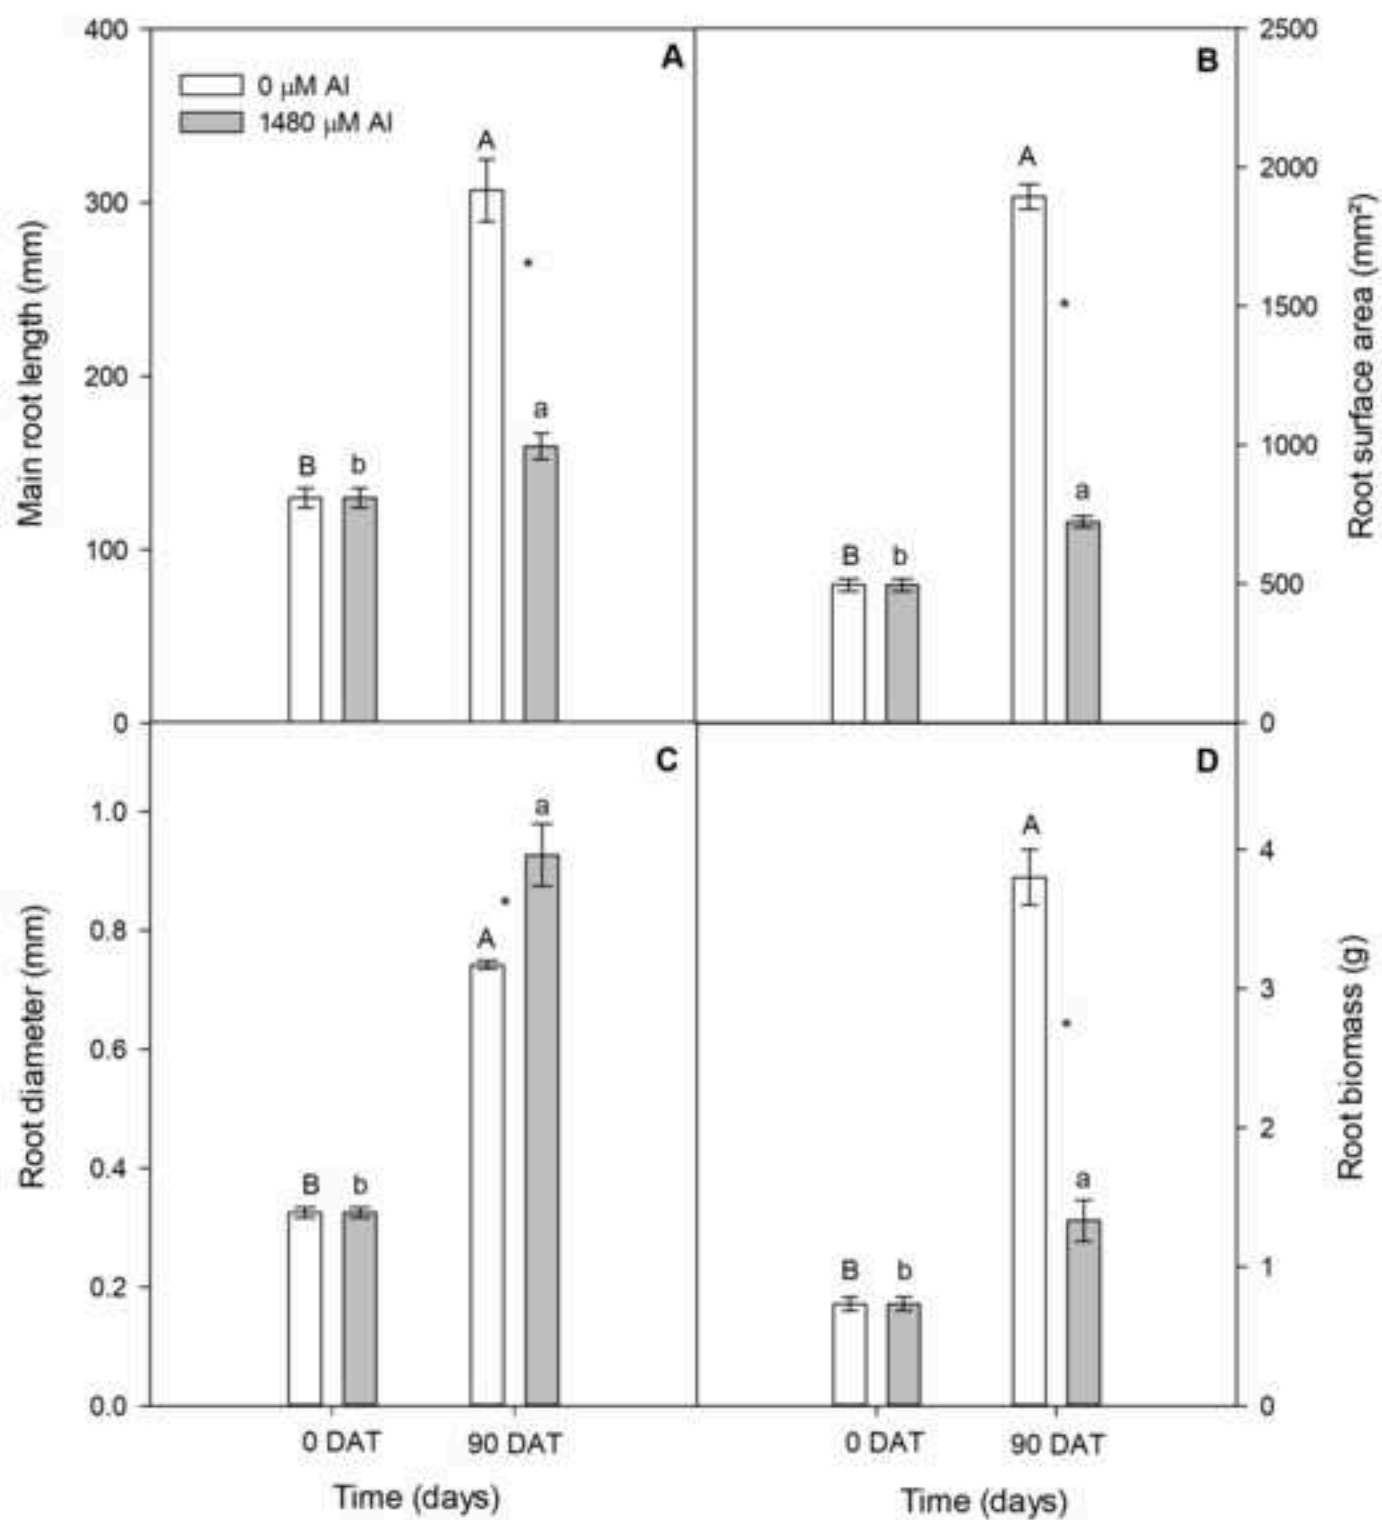 400
300
200
100
0
Main root length (mm)
0 μM Al
1480 μM Al
A
B
b
A
•
a
B
B
b
A
•
a
2500
2000
1500
1000
500
0
Root surface area (mm²)
1.0
0.8
0.6
0.4
0.2
0.0
Root diameter (mm)
C
B
b
A
•
a
D
B
b
A
•
a
4
3
2
1
0
Root biomass (g)
0 DAT 90 DAT
Time (days)
0 DAT 90 DAT
Time (days)